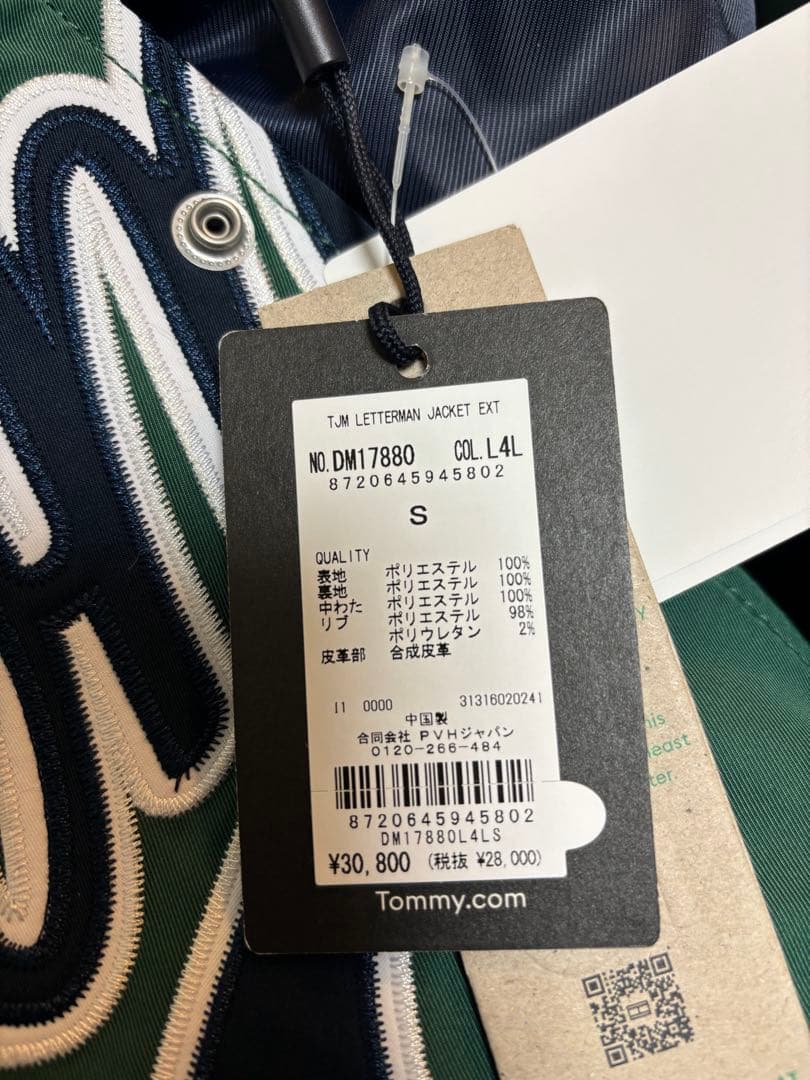 TJM LETTERMAN JACKET EXT
NO.DM17880 COL.L4L
8720645945802
S
QUALITY
表地 ポリエステル 100%
裏地 ポリエステル 100%
中わた ポリエステル 100%
リブ ポリエステル 98%
ポリウレタン 2%
皮革部 合成皮革
I1 0000 31316020241
中国製
合同会社 PVHジャパン
0120-266-484
8720645945802
DM17880L4LS
¥30,800 (税抜 ¥28,000)
Tommy.com